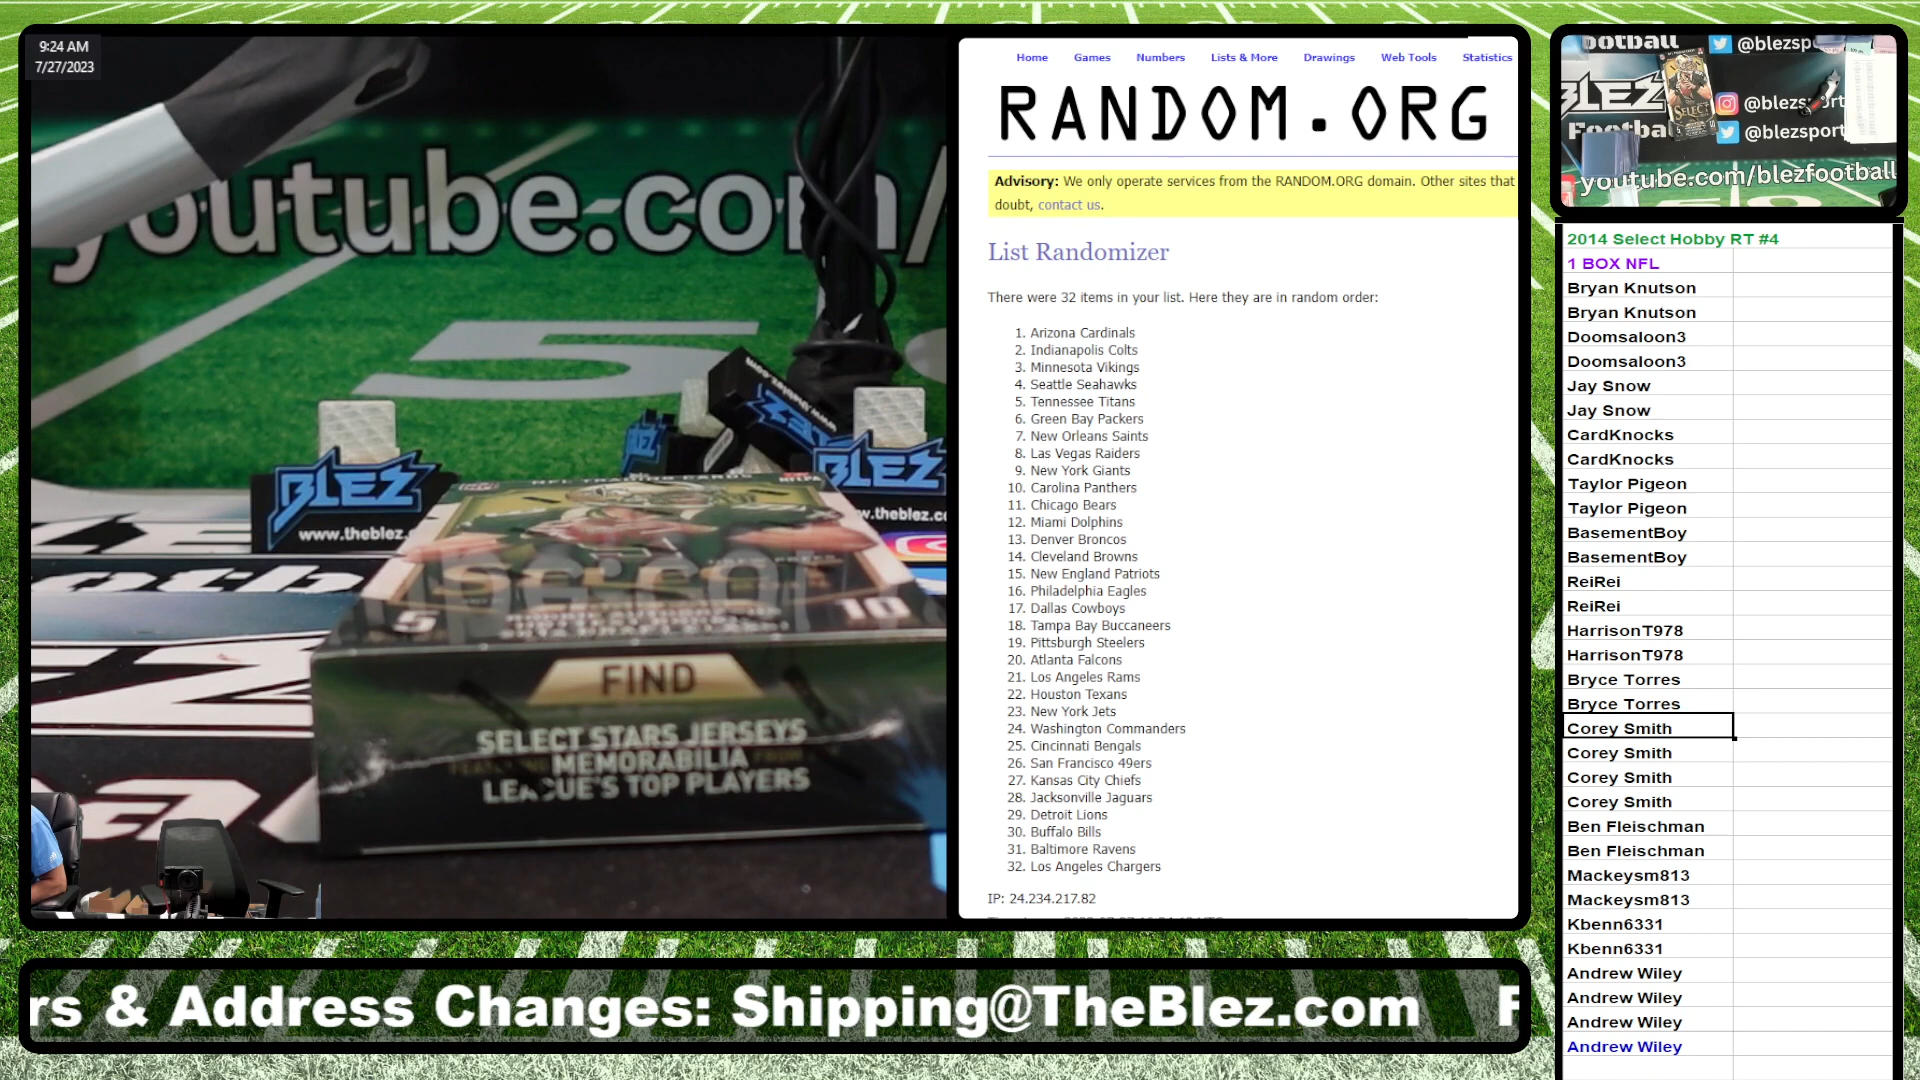 9:24 AM
7/27/2023
youtube.com/
BLEZ
www.theblez.
BLEZ
w.theblez.co
5
10
FIND
SELECT STARS JERSEYS
MEMORABILIA
LEAGUE'S TOP PLAYERS
Home Games Numbers Lists & More Drawings Web Tools Statistics
RANDOM.ORG
Advisory: We only operate services from the RANDOM.ORG domain. Other sites that
doubt, contact us.
List Randomizer
There were 32 items in your list. Here they are in random order:
1. Arizona Cardinals
2. Indianapolis Colts
3. Minnesota Vikings
4. Seattle Seahawks
5. Tennessee Titans
6. Green Bay Packers
7. New Orleans Saints
8. Las Vegas Raiders
9. New York Giants
10. Carolina Panthers
11. Chicago Bears
12. Miami Dolphins
13. Denver Broncos
14. Cleveland Browns
15. New England Patriots
16. Philadelphia Eagles
17. Dallas Cowboys
18. Tampa Bay Buccaneers
19. Pittsburgh Steelers
20. Atlanta Falcons
21. Los Angeles Rams
22. Houston Texans
23. New York Jets
24. Washington Commanders
25. Cincinnati Bengals
26. San Francisco 49ers
27. Kansas City Chiefs
28. Jacksonville Jaguars
29. Detroit Lions
30. Buffalo Bills
31. Baltimore Ravens
32. Los Angeles Chargers
IP: 24.234.217.82
Football @blezsp
BLEZ @blezsport
Football @blezsport
youtube.com/blezfootball
2014 Select Hobby RT #4
1 BOX NFL
Bryan Knutson
Bryan Knutson
Doomsaloon3
Doomsaloon3
Jay Snow
Jay Snow
CardKnocks
CardKnocks
Taylor Pigeon
Taylor Pigeon
BasementBoy
BasementBoy
ReiRei
ReiRei
HarrisonT978
HarrisonT978
Bryce Torres
Bryce Torres
Corey Smith
Corey Smith
Corey Smith
Corey Smith
Ben Fleischman
Ben Fleischman
Mackeysm813
Mackeysm813
Kbenn6331
Kbenn6331
Andrew Wiley
Andrew Wiley
Andrew Wiley
Andrew Wiley
rs & Address Changes: Shipping@TheBlez.com F